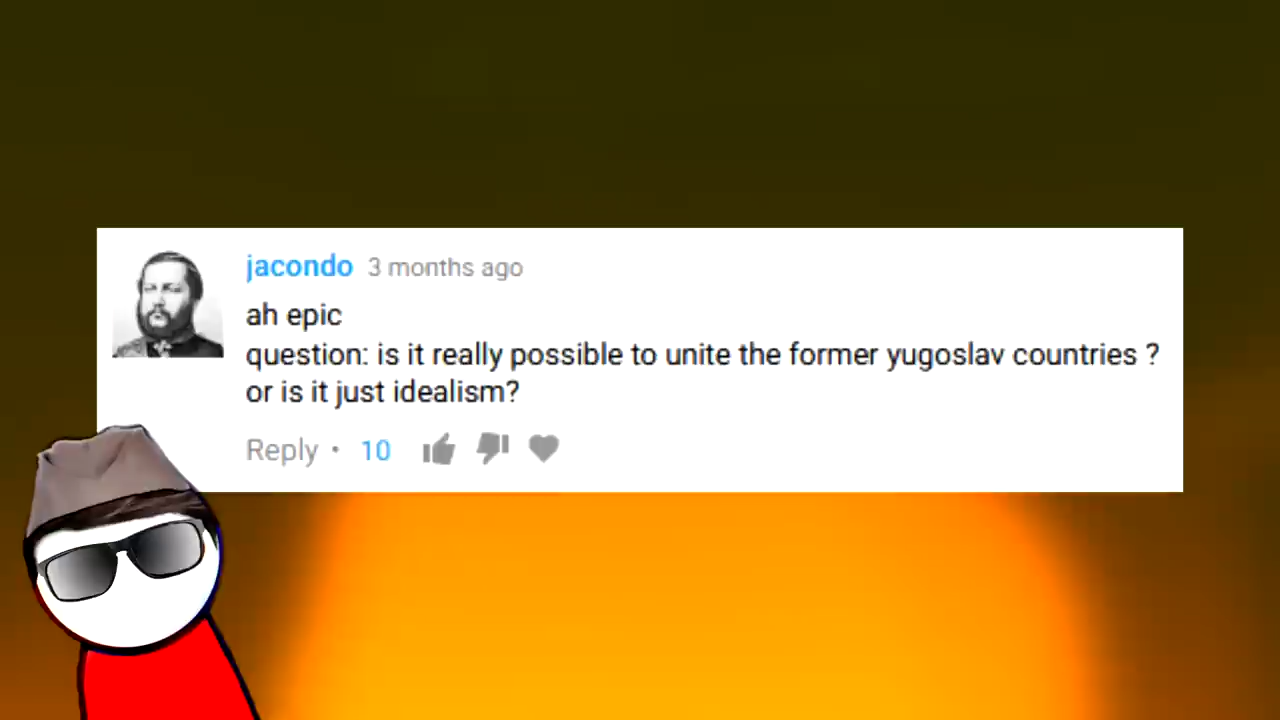 jacondo 3 months ago
ah epic
question: is it really possible to unite the former yugoslav countries ?
or is it just idealism?
Reply • 10